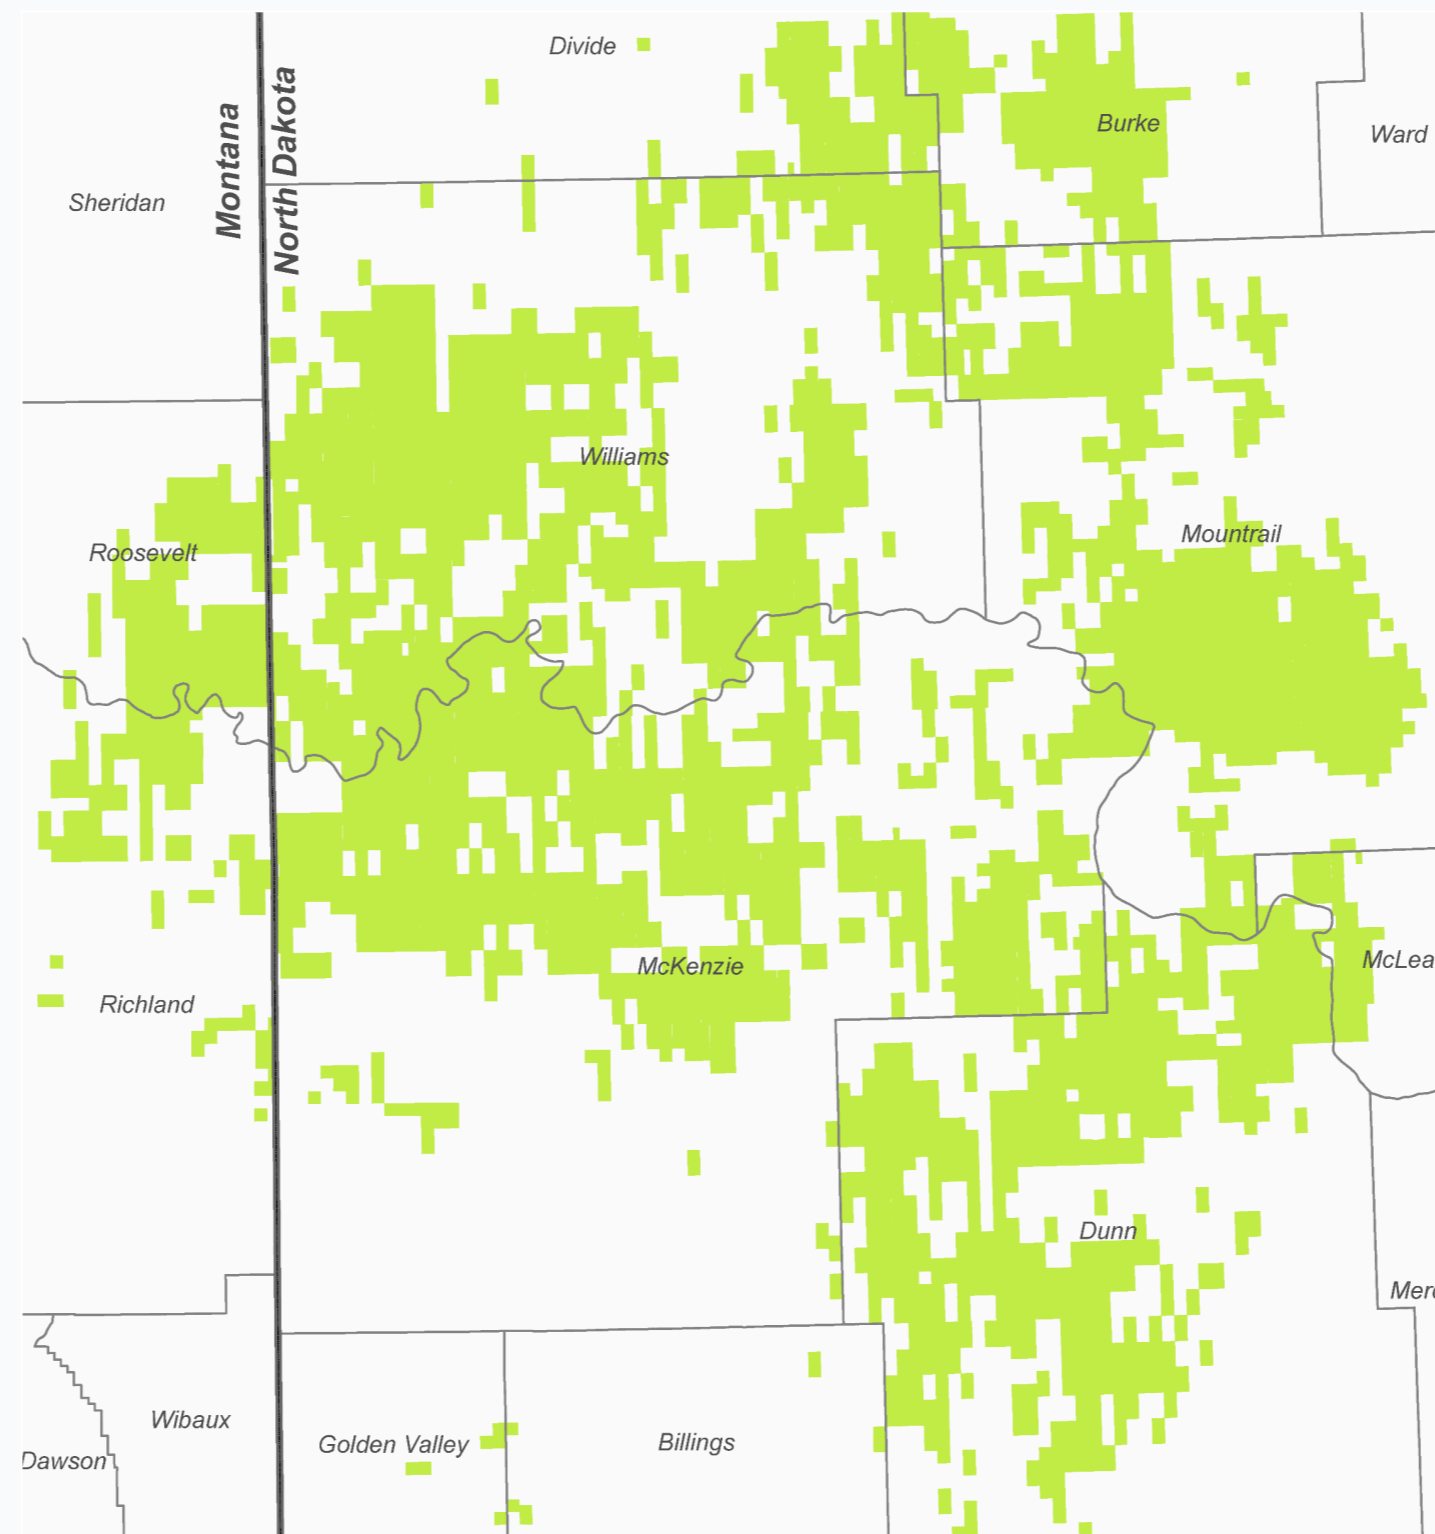 Divide
Burke
Ward
Montana
North Dakota
Sheridan
Williams
Mountrail
Roosevelt
McKenzie
McLea
Richland
Dunn
Merc
Wibaux
Golden Valley
Billings
Dawson